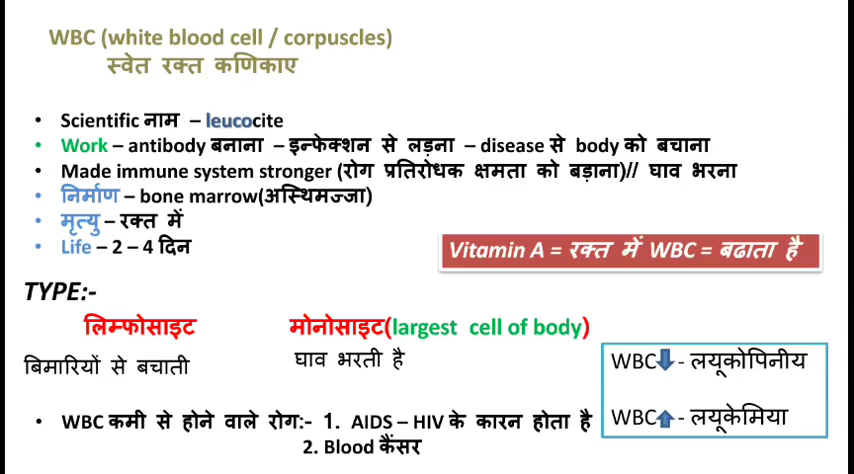 WBC (white blood cell / corpuscles)
स्वेत रक्त कणिकाए
• Scientific नाम – leucocite
• Work – antibody बनाना – इन्फेक्शन से लड़ना – disease से body को बचाना
• Made immune system stronger (रोग प्रतिरोधक क्षमता को बड़ाना)// घाव भरना
• निर्माण – bone marrow(अस्थिमज्जा)
• मृत्यु – रक्त में
• Life – 2 – 4 दिन
Vitamin A = रक्त में WBC = बढाता है
TYPE:-
लिम्फोसाइट मोनोसाइट(largest cell of body)
बिमारियों से बचाती घाव भरती है
WBC⬇ - लयूकोपिनीय
WBC⬆ - लयूकेमिया
• WBC कमी से होने वाले रोग:- 1. AIDS – HIV के कारन होता है
2. Blood कैंसर